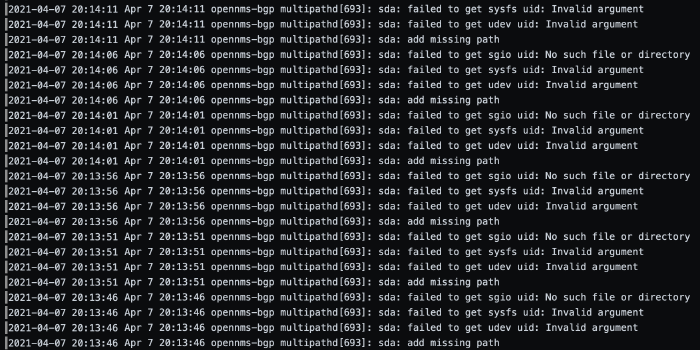 2021-04-07 20:14:11 Apr 7 20:14:11 opennms-bgp multipathd[693]: sda: failed to get sysfs uid: Invalid argument
2021-04-07 20:14:11 Apr 7 20:14:11 opennms-bgp multipathd[693]: sda: failed to get udev uid: Invalid argument
2021-04-07 20:14:11 Apr 7 20:14:11 opennms-bgp multipathd[693]: sda: add missing path
2021-04-07 20:14:06 Apr 7 20:14:06 opennms-bgp multipathd[693]: sda: failed to get sgio uid: No such file or directory
2021-04-07 20:14:06 Apr 7 20:14:06 opennms-bgp multipathd[693]: sda: failed to get sysfs uid: Invalid argument
2021-04-07 20:14:06 Apr 7 20:14:06 opennms-bgp multipathd[693]: sda: failed to get udev uid: Invalid argument
2021-04-07 20:14:06 Apr 7 20:14:06 opennms-bgp multipathd[693]: sda: add missing path
2021-04-07 20:14:01 Apr 7 20:14:01 opennms-bgp multipathd[693]: sda: failed to get sgio uid: No such file or directory
2021-04-07 20:14:01 Apr 7 20:14:01 opennms-bgp multipathd[693]: sda: failed to get sysfs uid: Invalid argument
2021-04-07 20:14:01 Apr 7 20:14:01 opennms-bgp multipathd[693]: sda: failed to get udev uid: Invalid argument
2021-04-07 20:14:01 Apr 7 20:14:01 opennms-bgp multipathd[693]: sda: add missing path
2021-04-07 20:13:56 Apr 7 20:13:56 opennms-bgp multipathd[693]: sda: failed to get sgio uid: No such file or directory
2021-04-07 20:13:56 Apr 7 20:13:56 opennms-bgp multipathd[693]: sda: failed to get sysfs uid: Invalid argument
2021-04-07 20:13:56 Apr 7 20:13:56 opennms-bgp multipathd[693]: sda: failed to get udev uid: Invalid argument
2021-04-07 20:13:56 Apr 7 20:13:56 opennms-bgp multipathd[693]: sda: add missing path
2021-04-07 20:13:51 Apr 7 20:13:51 opennms-bgp multipathd[693]: sda: failed to get sgio uid: No such file or directory
2021-04-07 20:13:51 Apr 7 20:13:51 opennms-bgp multipathd[693]: sda: failed to get sysfs uid: Invalid argument
2021-04-07 20:13:51 Apr 7 20:13:51 opennms-bgp multipathd[693]: sda: failed to get udev uid: Invalid argument
2021-04-07 20:13:51 Apr 7 20:13:51 opennms-bgp multipathd[693]: sda: add missing path
2021-04-07 20:13:46 Apr 7 20:13:46 opennms-bgp multipathd[693]: sda: failed to get sgio uid: No such file or directory
2021-04-07 20:13:46 Apr 7 20:13:46 opennms-bgp multipathd[693]: sda: failed to get sysfs uid: Invalid argument
2021-04-07 20:13:46 Apr 7 20:13:46 opennms-bgp multipathd[693]: sda: failed to get udev uid: Invalid argument
2021-04-07 20:13:46 Apr 7 20:13:46 opennms-bgp multipathd[693]: sda: add missing path